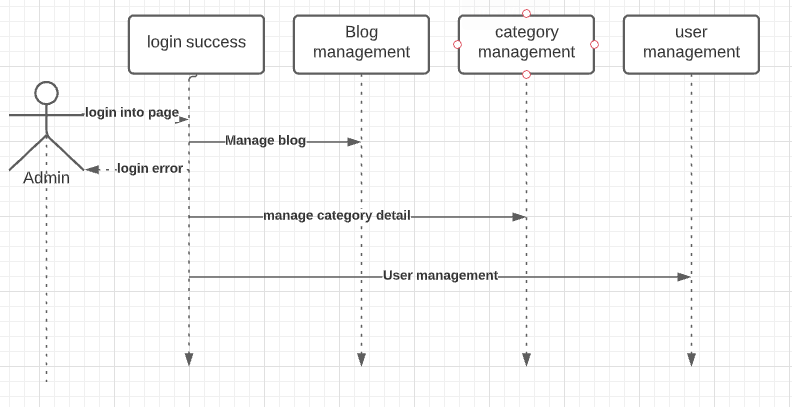 login success
Blog
management
category
management
user
management
login into page
Manage blog
login error
Admin
manage category detail
User management